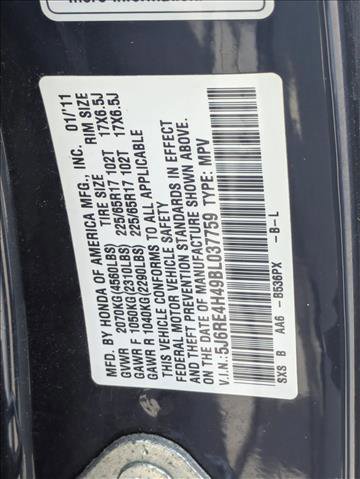 MFD. BY HONDA OF AMERICA MFG., INC. 01/'11
TIRE SIZE RIM SIZE
GVWR 2070KG(4560LBS)
GAWR F 1050KG(2310LBS) 225/65R17 102T 17X6.5J
GAWR R 1040KG(2290LBS) 225/65R17 102T 17X6.5J
THIS VEHICLE CONFORMS TO ALL APPLICABLE
FEDERAL MOTOR VEHICLE SAFETY STANDARDS IN EFFECT
ON THE DATE OF MANUFACTURE SHOWN ABOVE.
V.I.N.:5J6RE4H49BL037759 TYPE: MPV
SXS B AA6 -B536PX -B-L